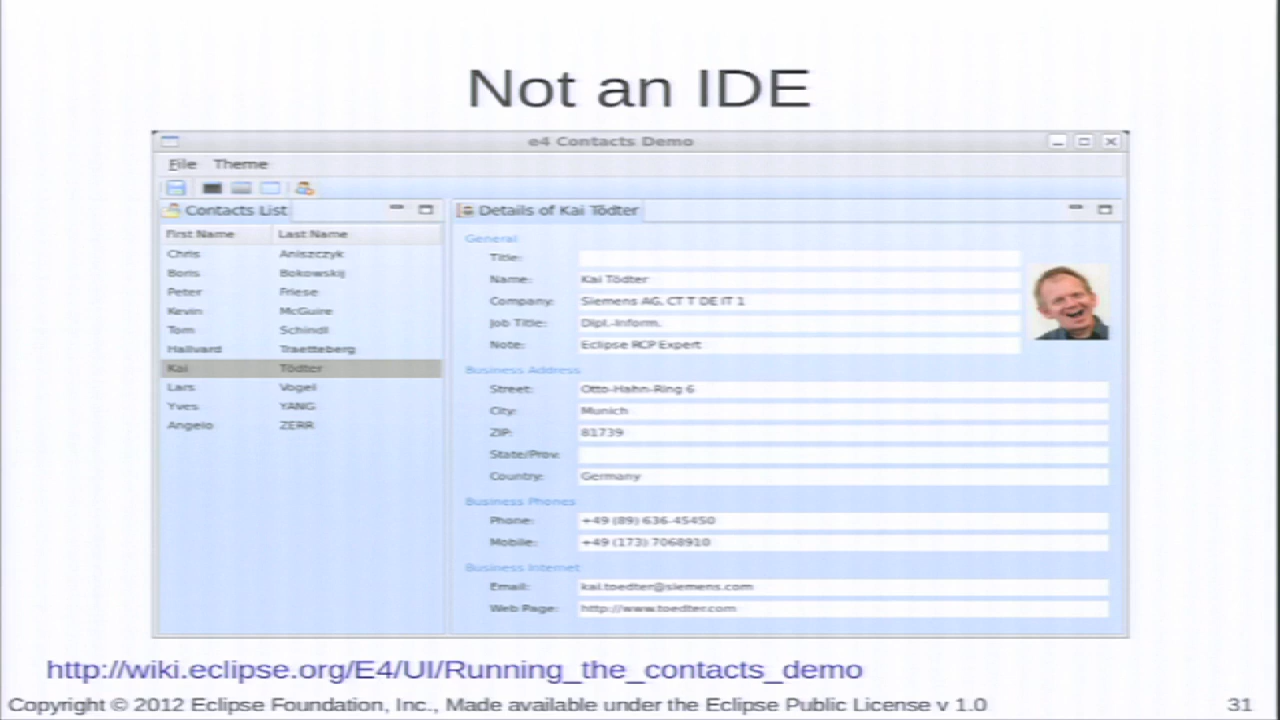 Not an IDE
e4 Contacts Demo
File Theme
Contacts List
First Name Last Name
Chris Aniszczyk
Boris Bokowskij
Peter Friese
Kevin McGuire
Tom Schindl
Hallvard Traetteberg
Kai Tödter
Lars Vogel
Yves YANG
Angelo ZERR
Details of Kai Tödter
General
Title:
Name: Kai Tödter
Company: Siemens AG, CT T DE IT 1
Job Title: Dipl.-Inform.
Note: Eclipse RCP Expert
Business Address
Street: Otto-Hahn-Ring 6
City: Munich
ZIP: 81739
State/Prov:
Country: Germany
Business Phones
Phone: +49 (89) 636-45450
Mobile: +49 (173) 7068910
Business Internet
Email: kai.toedter@siemens.com
Web Page: http://www.toedter.com
http://wiki.eclipse.org/E4/UI/Running_the_contacts_demo
Copyright © 2012 Eclipse Foundation, Inc., Made available under the Eclipse Public License v 1.0 31